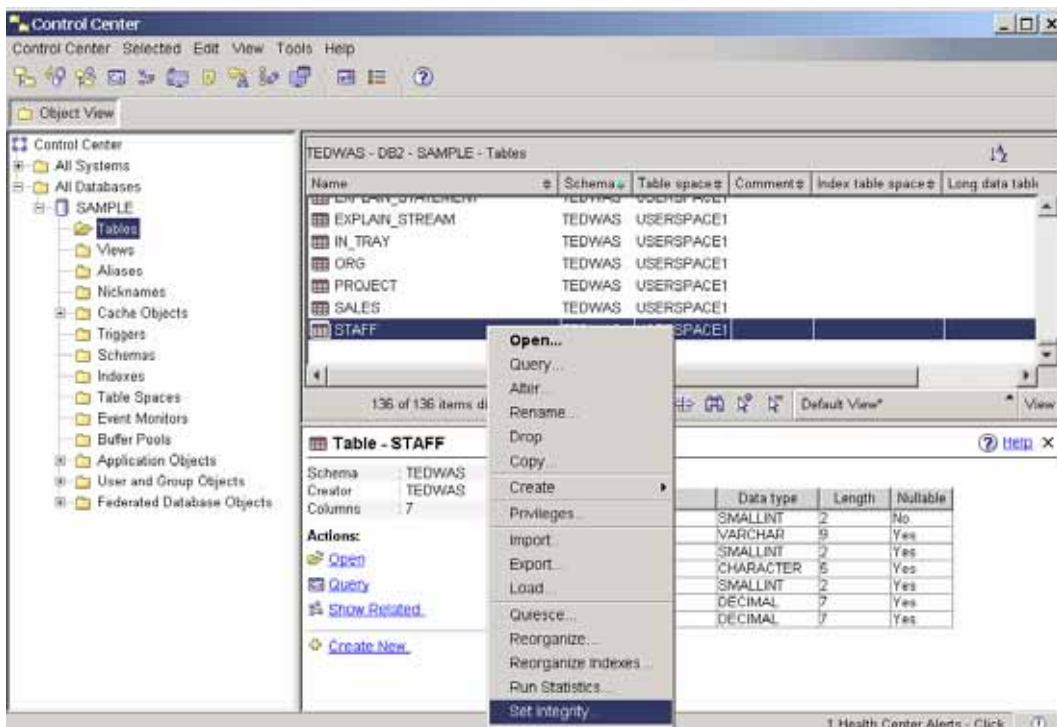 Control Center
Control Center Selected Edit View Tools Help
Object View
Control Center
All Systems
All Databases
SAMPLE
Tables
Views
Aliases
Nicknames
Cache Objects
Triggers
Schemas
Indexes
Table Spaces
Event Monitors
Buffer Pools
Application Objects
User and Group Objects
Federated Database Objects
TEDWAS - DB2 - SAMPLE - Tables
Name Schema Table space Comment Index table space Long data tabl
EXPLAIN_STATEMENT TEDWAS USERSPACE1
EXPLAIN_STREAM TEDWAS USERSPACE1
IN_TRAY TEDWAS USERSPACE1
ORG TEDWAS USERSPACE1
PROJECT TEDWAS USERSPACE1
SALES TEDWAS USERSPACE1
STAFF
136 of 136 items di Default View* View
Open...
Query...
Alter...
Rename...
Drop
Copy...
Create
Privileges...
Import...
Export...
Load...
Quiesce...
Reorganize...
Reorganize Indexes...
Run Statistics...
Set Integrity...
Table - STAFF
Help
Schema : TEDWAS
Creator : TEDWAS
Columns : 7
Actions:
Open
Query
Show Related
Create New
Data type Length Nullable
SMALLINT 2 No
VARCHAR 9 Yes
SMALLINT 2 Yes
CHARACTER 5 Yes
SMALLINT 2 Yes
DECIMAL 7 Yes
DECIMAL 7 Yes
1 Health Center Alerts - Click